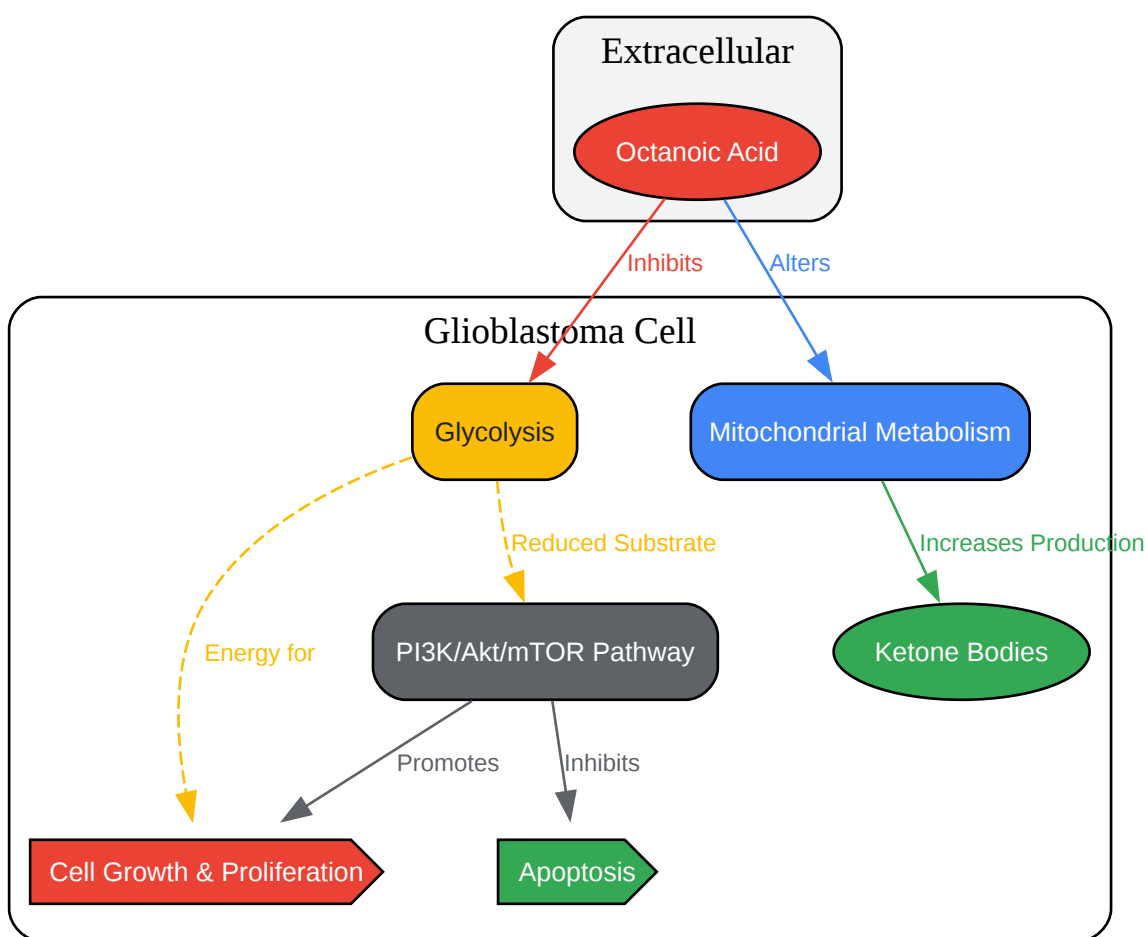 Extracellular
Octanoic Acid
Inhibits
Alters
Glioblastoma Cell
Glycolysis
Mitochondrial Metabolism
Reduced Substrate
Increases Production
Energy for
PI3K/Akt/mTOR Pathway
Ketone Bodies
Promotes
Inhibits
Cell Growth & Proliferation
Apoptosis